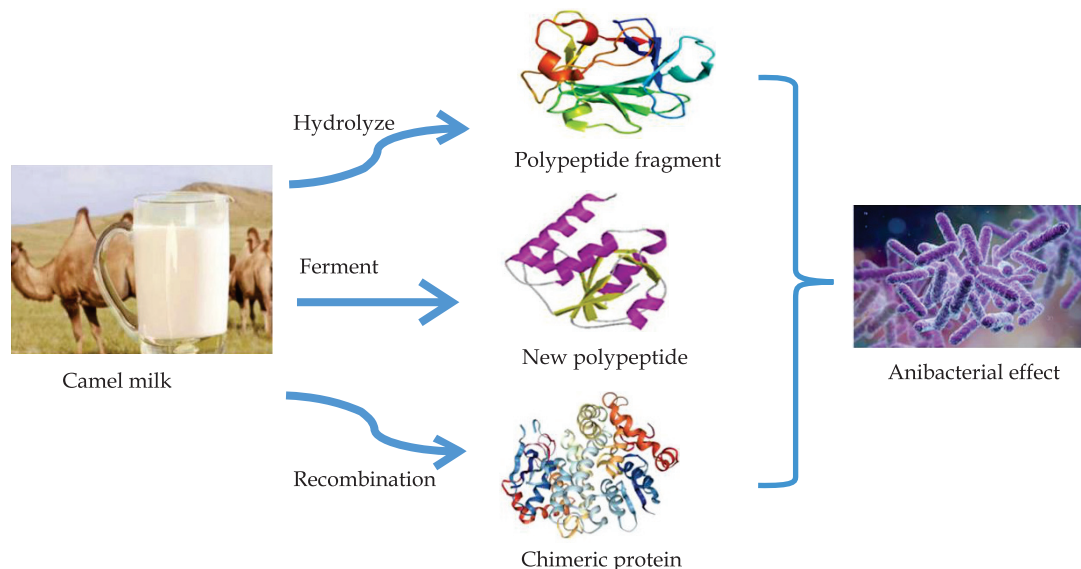 Hydrolyze
Polypeptide fragment
Ferment
New polypeptide
Camel milk
Anibacterial effect
Recombination
Chimeric protein